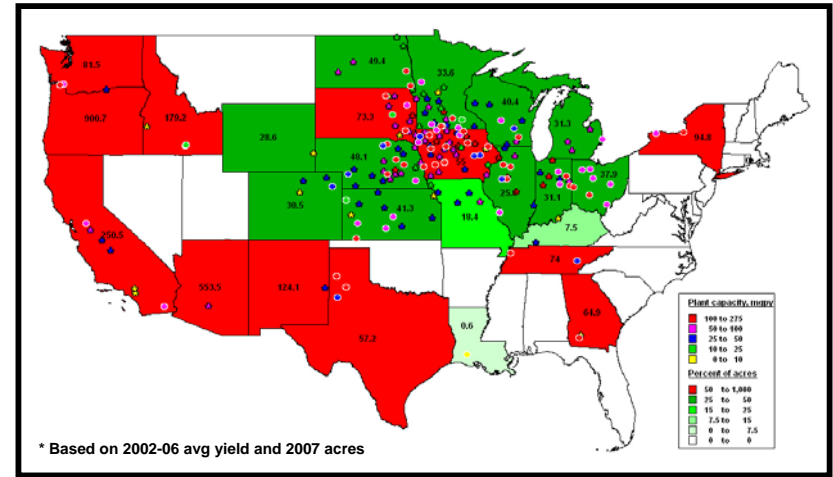 81.5
49.4
33.6
900.7
179.2
73.3
40.4
31.3
94.8
28.6
48.1
37.9
30.5
41.3
31.1
250.5
18.4
7.5
553.5
124.1
74
64.9
0.6
Plant capacity, mgpy
100 to 275
50 to 100
25 to 50
10 to 25
0 to 10
Percent of acres
50 to 1,000
25 to 50
15 to 25
7.5 to 15
0 to 7.5
0 to 0
* Based on 2002-06 avg yield and 2007 acres